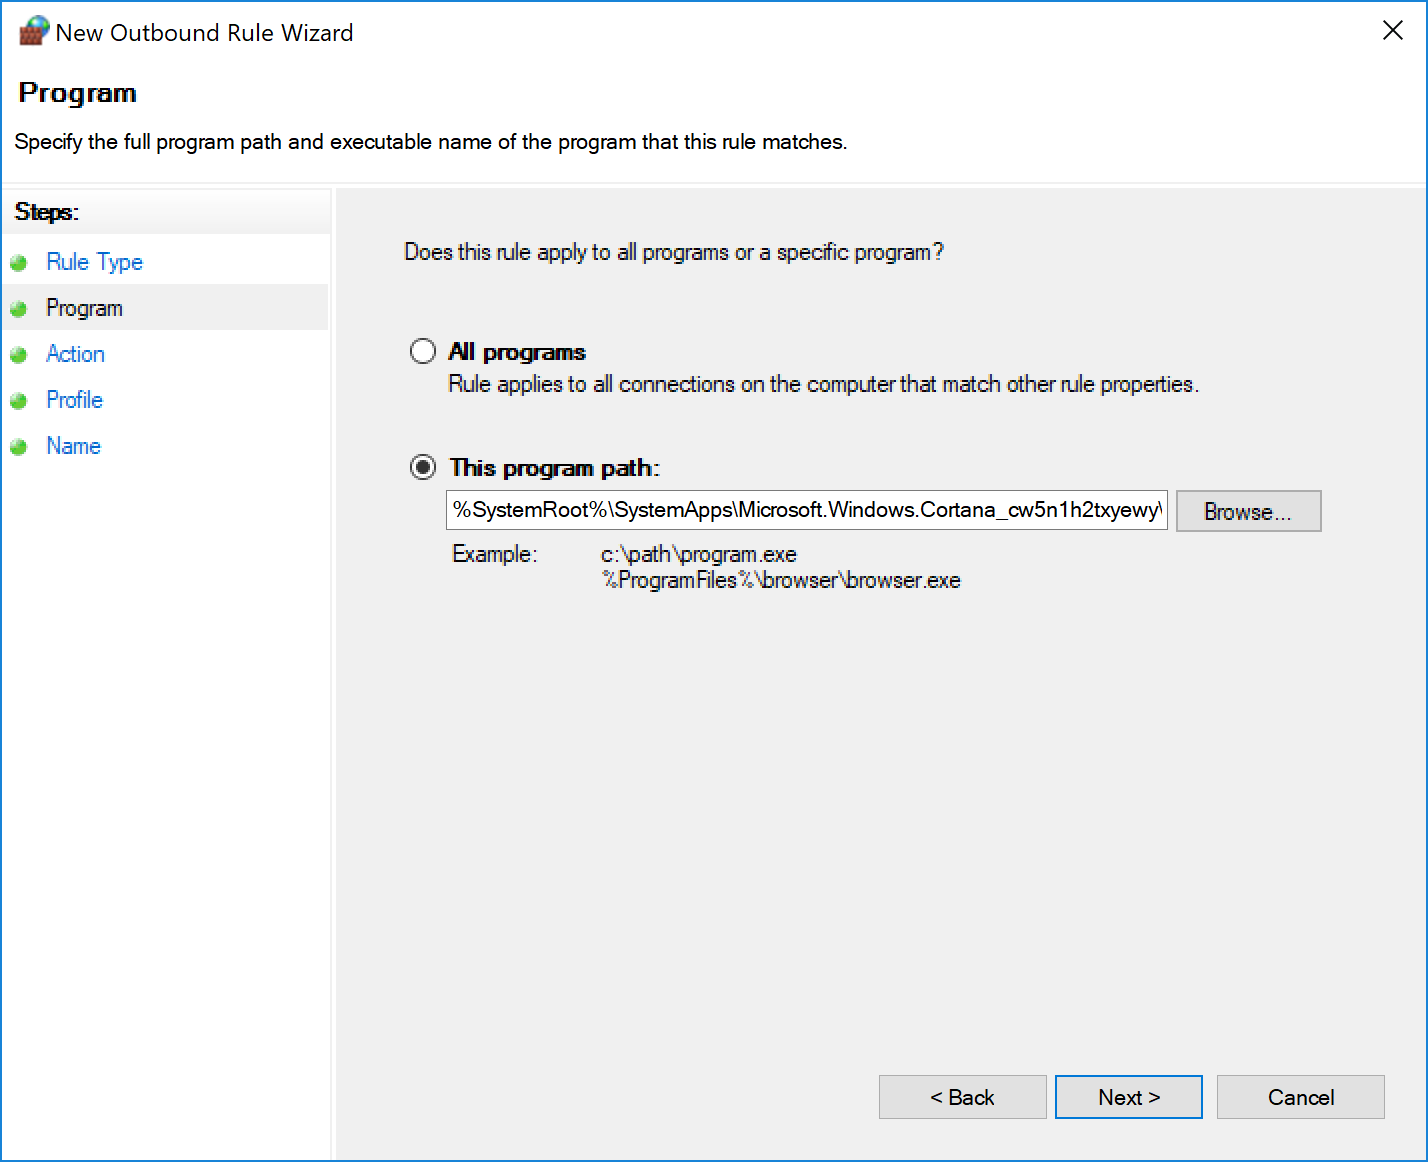 New Outbound Rule Wizard
Program
Specify the full program path and executable name of the program that this rule matches.
Steps:
Rule Type
Program
Action
Profile
Name
Does this rule apply to all programs or a specific program?
All programs
Rule applies to all connections on the computer that match other rule properties.
This program path:
%SystemRoot%\SystemApps\Microsoft.Windows.Cortana_cw5n1h2txyewy\
Browse...
Example: c:\path\program.exe
%ProgramFiles%\browser\browser.exe
< Back Next > Cancel